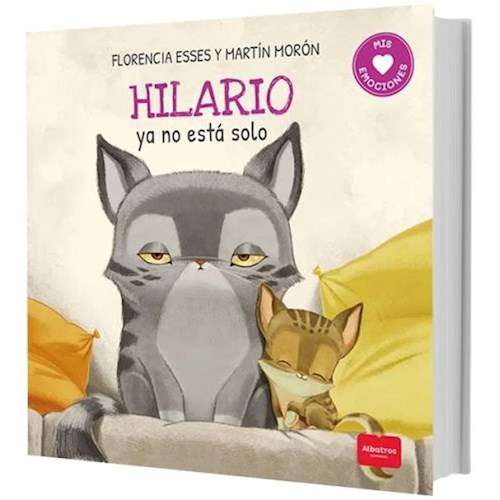 FLORENCIA ESSES Y MARTÍN MORÓN
MIS EMOCIONES
HILARIO
ya no está solo
Albatros